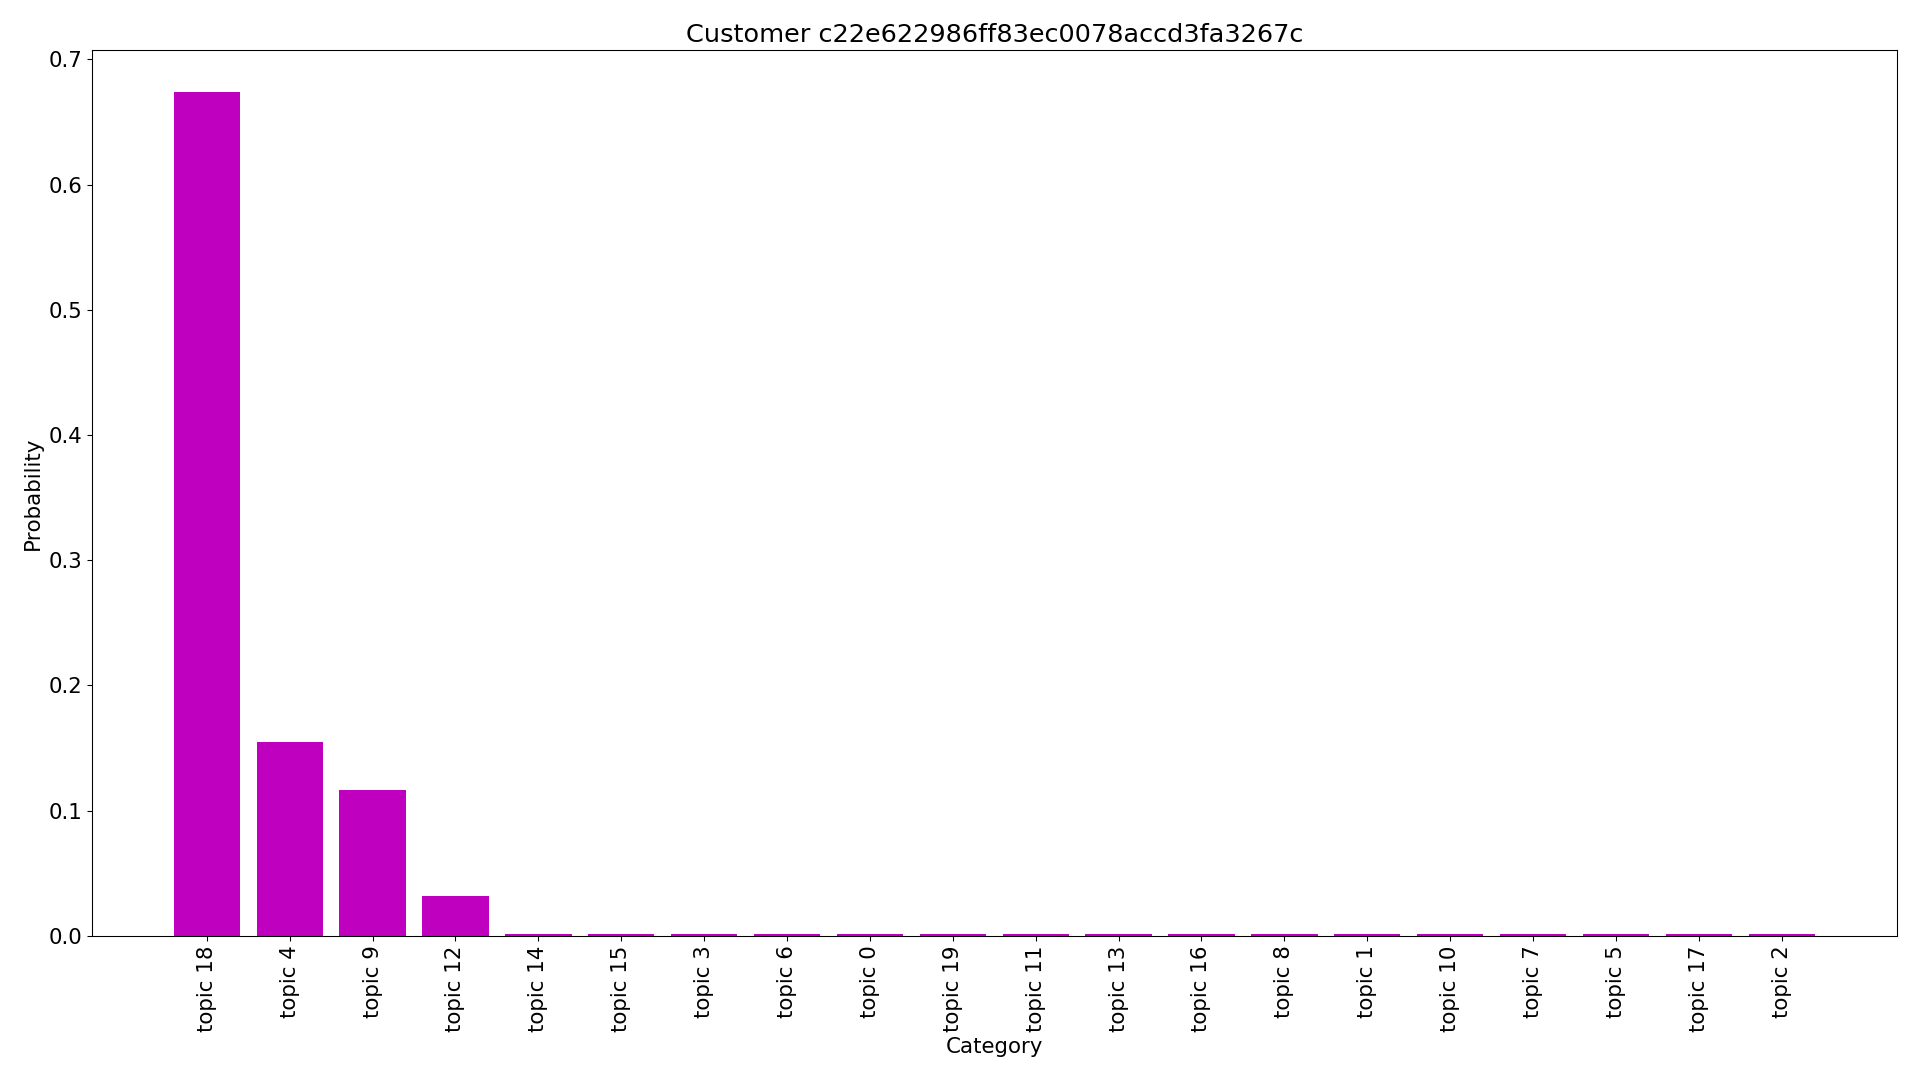 Customer c22e622986ff83ec0078accd3fa3267c
Probability
0.7
0.6
0.5
0.4
0.3
0.2
0.1
0.0
topic 18
topic 4
topic 9
topic 12
topic 14
topic 15
topic 3
topic 6
topic 0
topic 19
topic 11
topic 13
topic 16
topic 8
topic 1
topic 10
topic 7
topic 5
topic 17
topic 2
Category